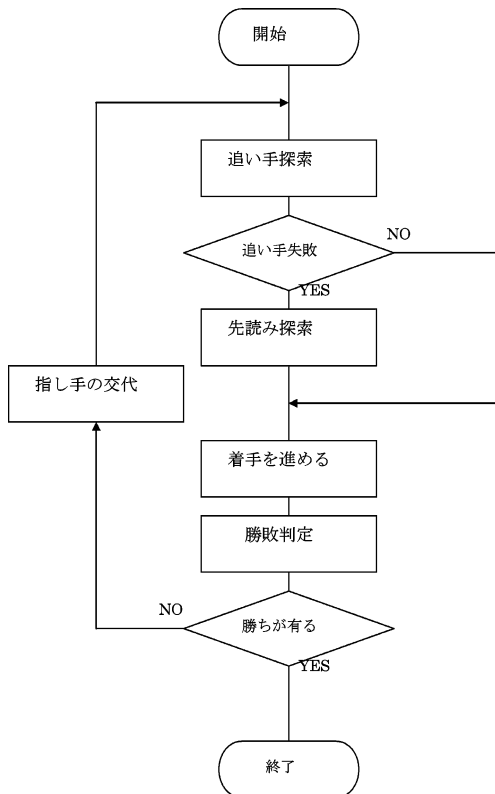 開始
追い手探索
追い手失敗
NO
YES
先読み探索
指し手の交代
着手を進める
勝敗判定
NO
勝ちが有る
YES
終了